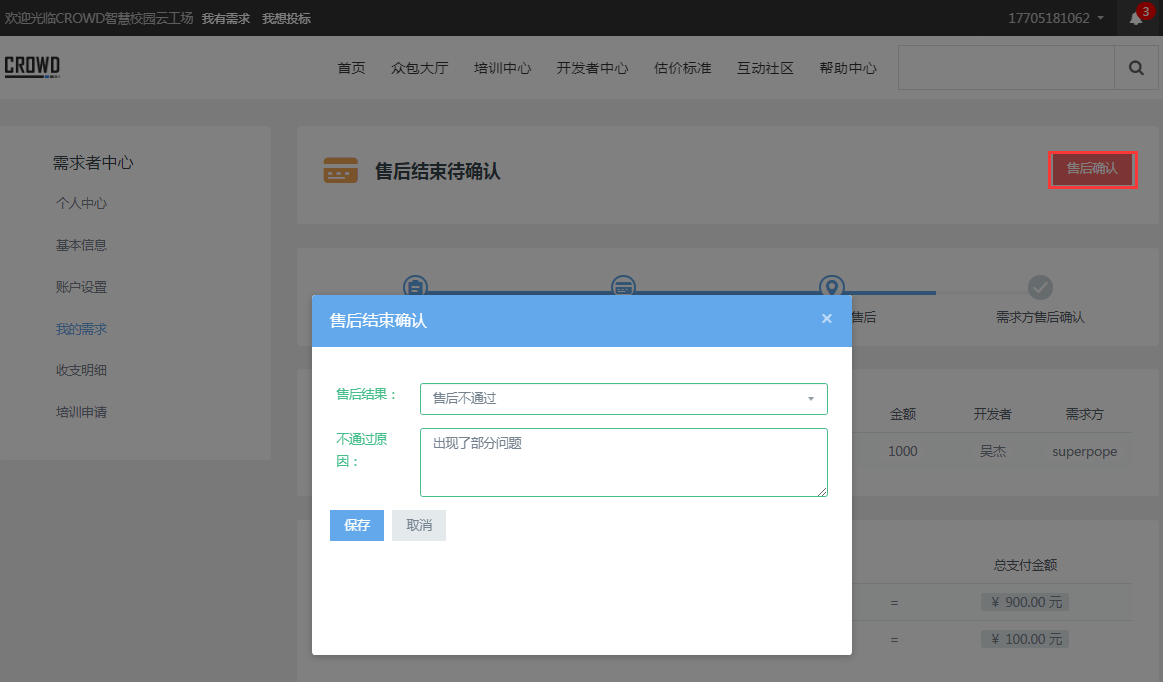 欢迎光临CROWD智慧校园云工场 我有需求 我想投标
17705181062
3
CROWD
首页 众包大厅 培训中心 开发者中心 估价标准 互动社区 帮助中心
需求者中心
个人中心
基本信息
账户设置
我的需求
收支明细
培训申请
售后结束待确认
售后确认
售后
需求方售后确认
售后结束确认
×
售后结果：
售后不通过
不通过原
因：
出现了部分问题
保存
取消
金额 开发者 需求方
1000 吴杰 superpope
总支付金额
= ¥ 900.00 元
= ¥ 100.00 元